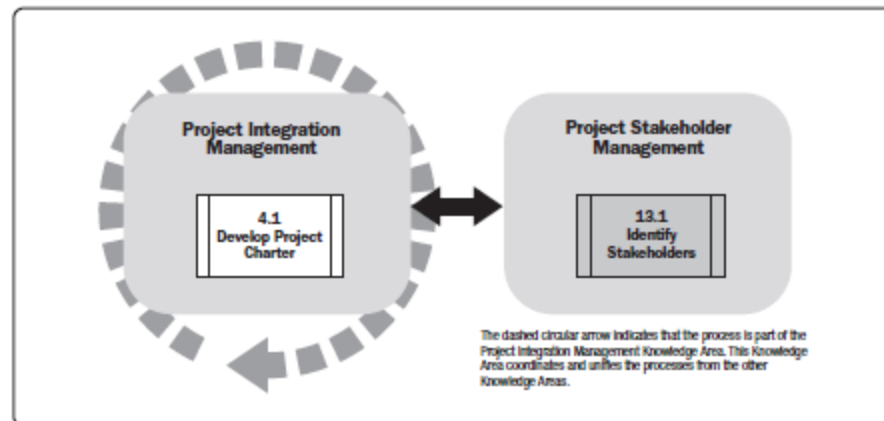 Project Integration
Management
4.1
Develop Project
Charter
Project Stakeholder
Management
13.1
Identify
Stakeholders
The dashed circular arrow indicates that the process is part of the
Project Integration Management Knowledge Area. This Knowledge
Area coordinates and unifies the processes from the other
Knowledge Areas.